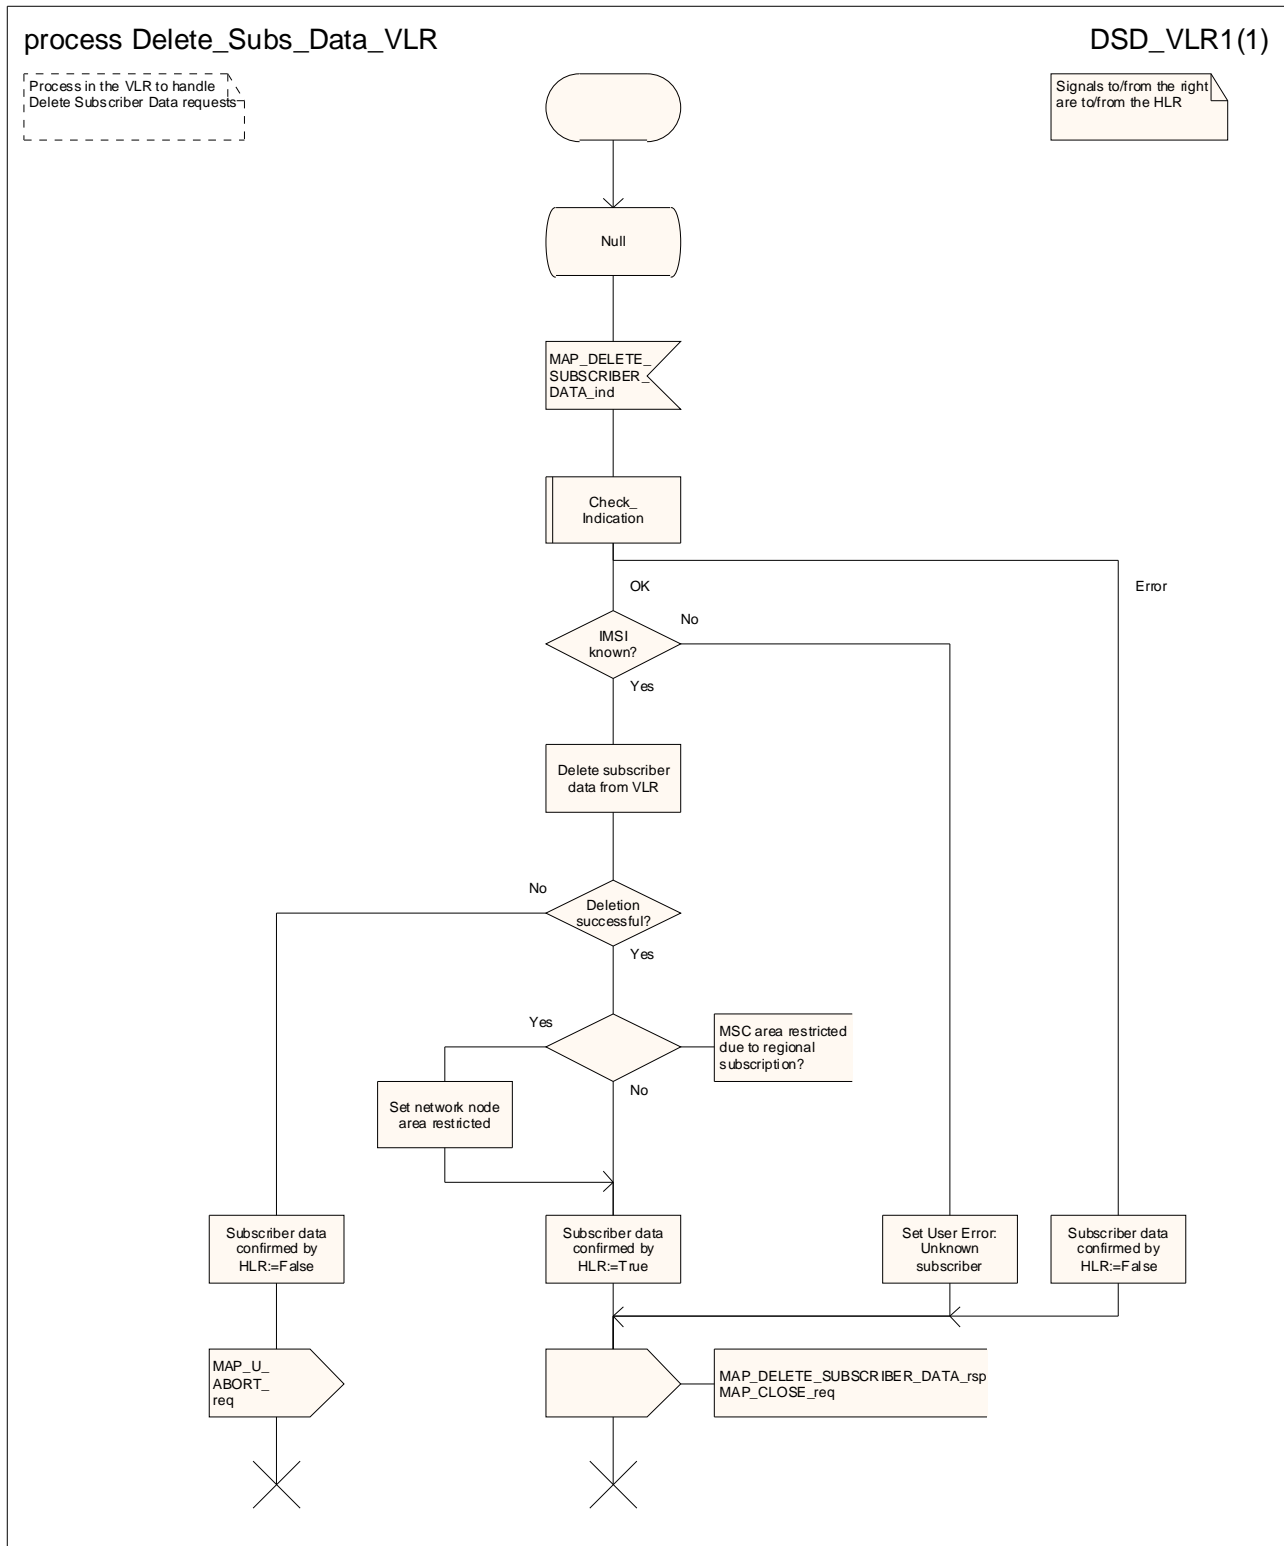 process Delete_Subs_Data_VLR
DSD_VLR1(1)
Process in the VLR to handle
Delete Subscriber Data requests
Signals to/from the right
are to/from the HLR
Null
MAP_DELETE_
SUBSCRIBER_
DATA_ind
Check_
Indication
OK
Error
IMSI
known?
No
Yes
Delete subscriber
data from VLR
No
Deletion
successful?
Yes
Yes
MSC area restricted
due to regional
subscription?
No
Set network node
area restricted
Subscriber data
confirmed by
HLR:=False
Subscriber data
confirmed by
HLR:=True
Set User Error:
Unknown
subscriber
Subscriber data
confirmed by
HLR:=False
MAP_U_
ABORT_
req
MAP_DELETE_SUBSCRIBER_DATA_rsp
MAP_CLOSE_req